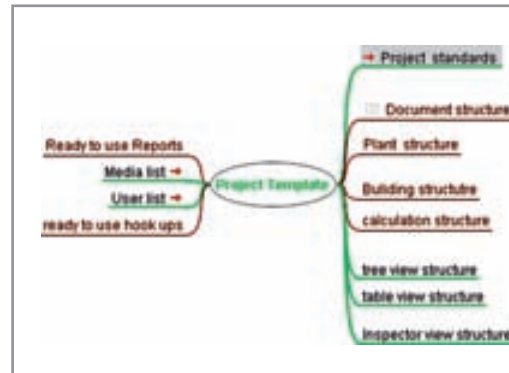 Project standards
Document structure
Ready to use Reports
Plant structure
Media list
Project Template
User list
Building structutre
ready to use hook ups
calculation structure
tree view structure
table view structure
Inspector view structure